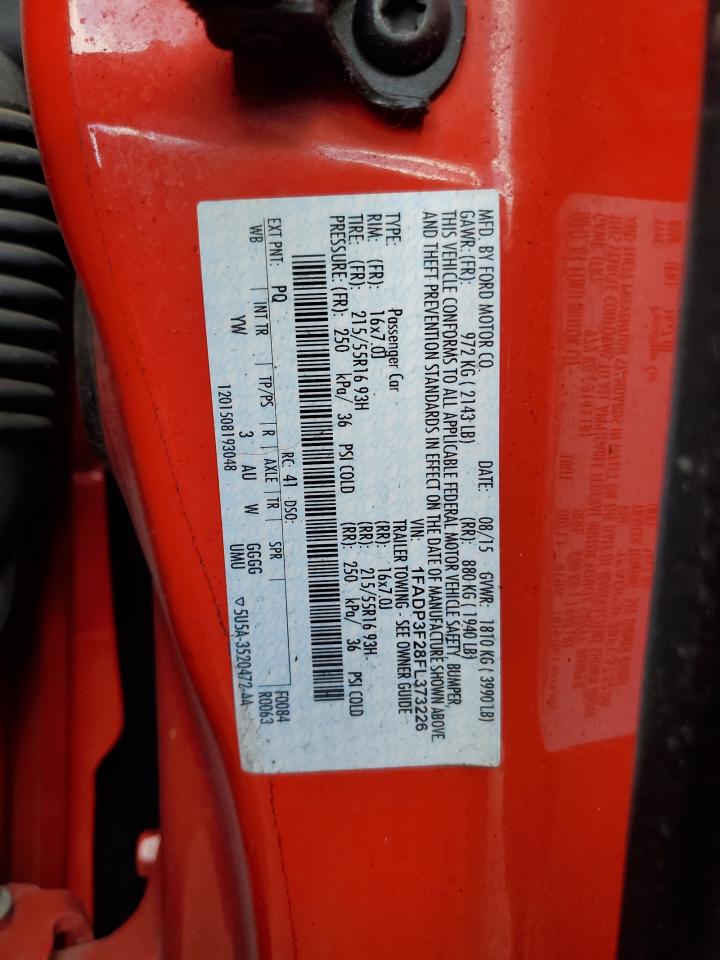 MFD. BY FORD MOTOR CO. DATE: 08/15 GVWR: 1810 KG ( 3990 LB)
GAWR:(FR): 972 KG ( 2143 LB) (RR): 880 KG ( 1940 LB)
THIS VEHICLE CONFORMS TO ALL APPLICABLE FEDERAL MOTOR VEHICLE SAFETY, BUMPER,
AND THEFT PREVENTION STANDARDS IN EFFECT ON THE DATE OF MANUFACTURE SHOWN ABOVE.
VIN: 1FADP3F28FL373226
TYPE: Passenger Car TRAILER TOWING - SEE OWNER GUIDE
RIM: (FR): 16x7.0J (RR): 16x7.0J
TIRE: (FR): 215/55R16 93H (RR): 215/55R16 93H
PRESSURE: (FR): 250 kPa/ 36 PSI COLD (RR): 250 kPa/ 36 PSI COLD
RC: 41 DSO: F0084
EXT PNT: PQ R0063
WB INT TR TP/PS R AXLE TR SPR
YW 3 AU W GGGG
UMU
1201508193048 ▽5U5A-3520472-AA